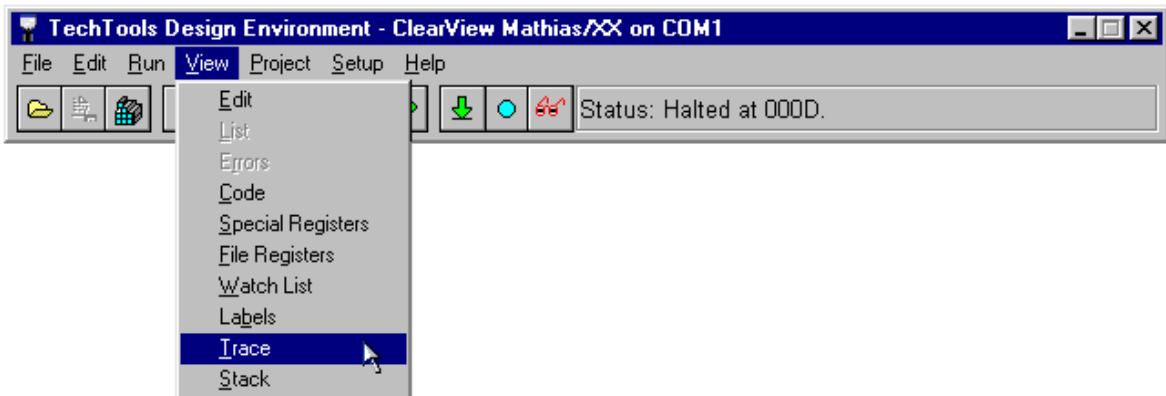 TechTools Design Environment - ClearView Mathias/XX on COM1
File Edit Run View Project Setup Help
Status: Halted at 000D.
Edit
List
Errors
Code
Special Registers
File Registers
Watch List
Labels
Trace
Stack